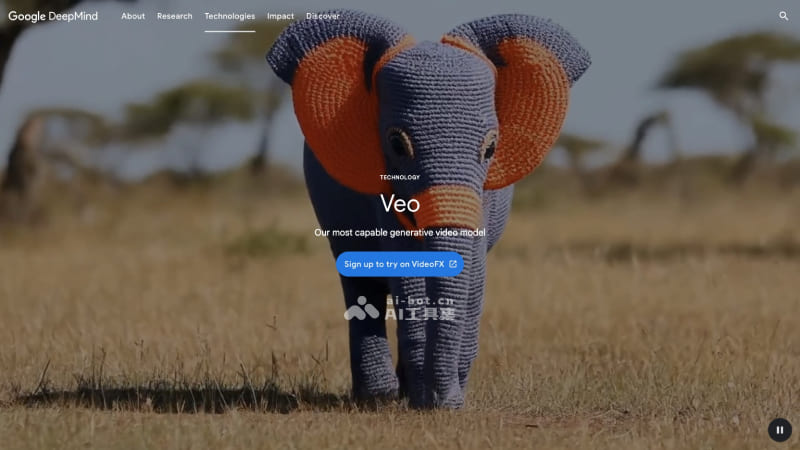 Google DeepMind
About
Research
Technologies
Impact
Discover
TECHNOLOGY
Veo
Our most capable generative video model
Sign up to try on VideoFX
ai-bot.cn
AI工具集